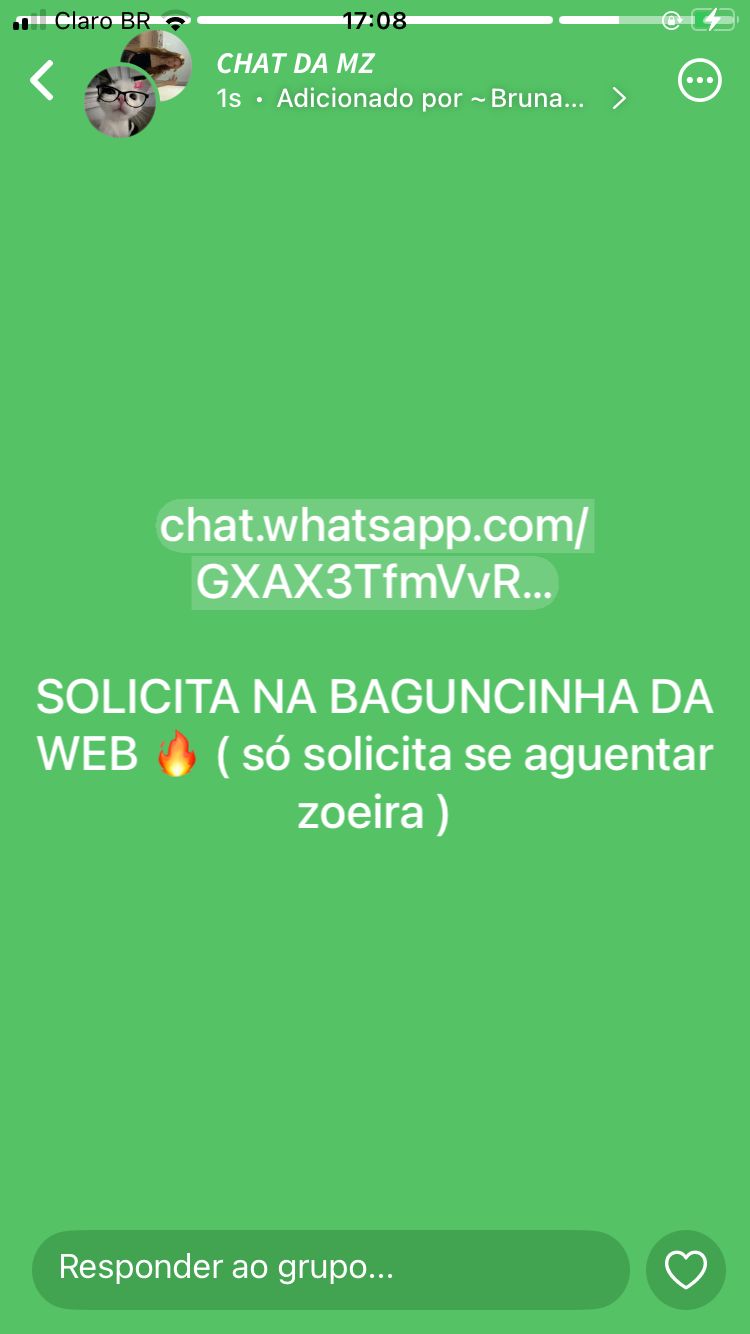 Claro BR 17:08
CHAT DA MZ
1s • Adicionado por ~Bruna...
chat.whatsapp.com/
GXAX3TfmVvR...
SOLICITA NA BAGUNCINHA DA
WEB 🔥 ( só solicita se aguentar
zoeira )
Responder ao grupo...